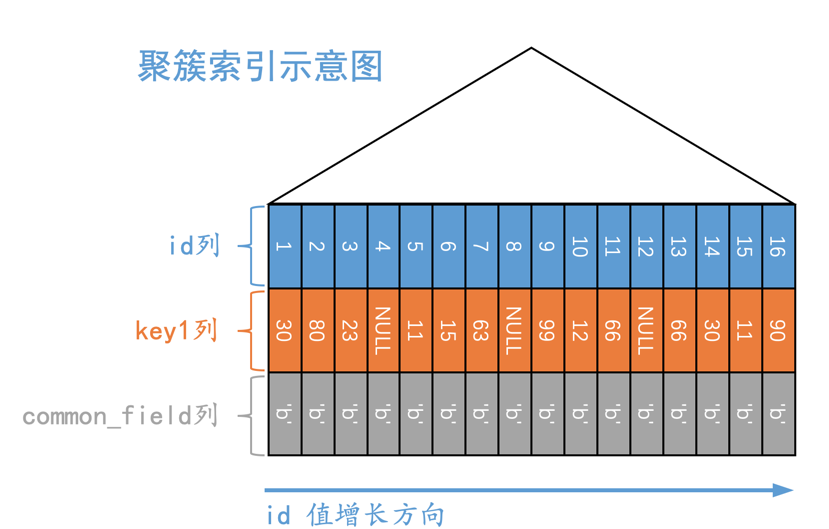 聚簇索引示意图
id列 1 2 3 4 5 6 7 8 9 10 11 12 13 14 15 16
key1列 30 80 23 NULL 11 15 63 NULL 99 12 66 NULL 66 30 11 90
common_field列 'b' 'b' 'b' 'b' 'b' 'b' 'b' 'b' 'b' 'b' 'b' 'b' 'b' 'b' 'b' 'b'
id 值增长方向